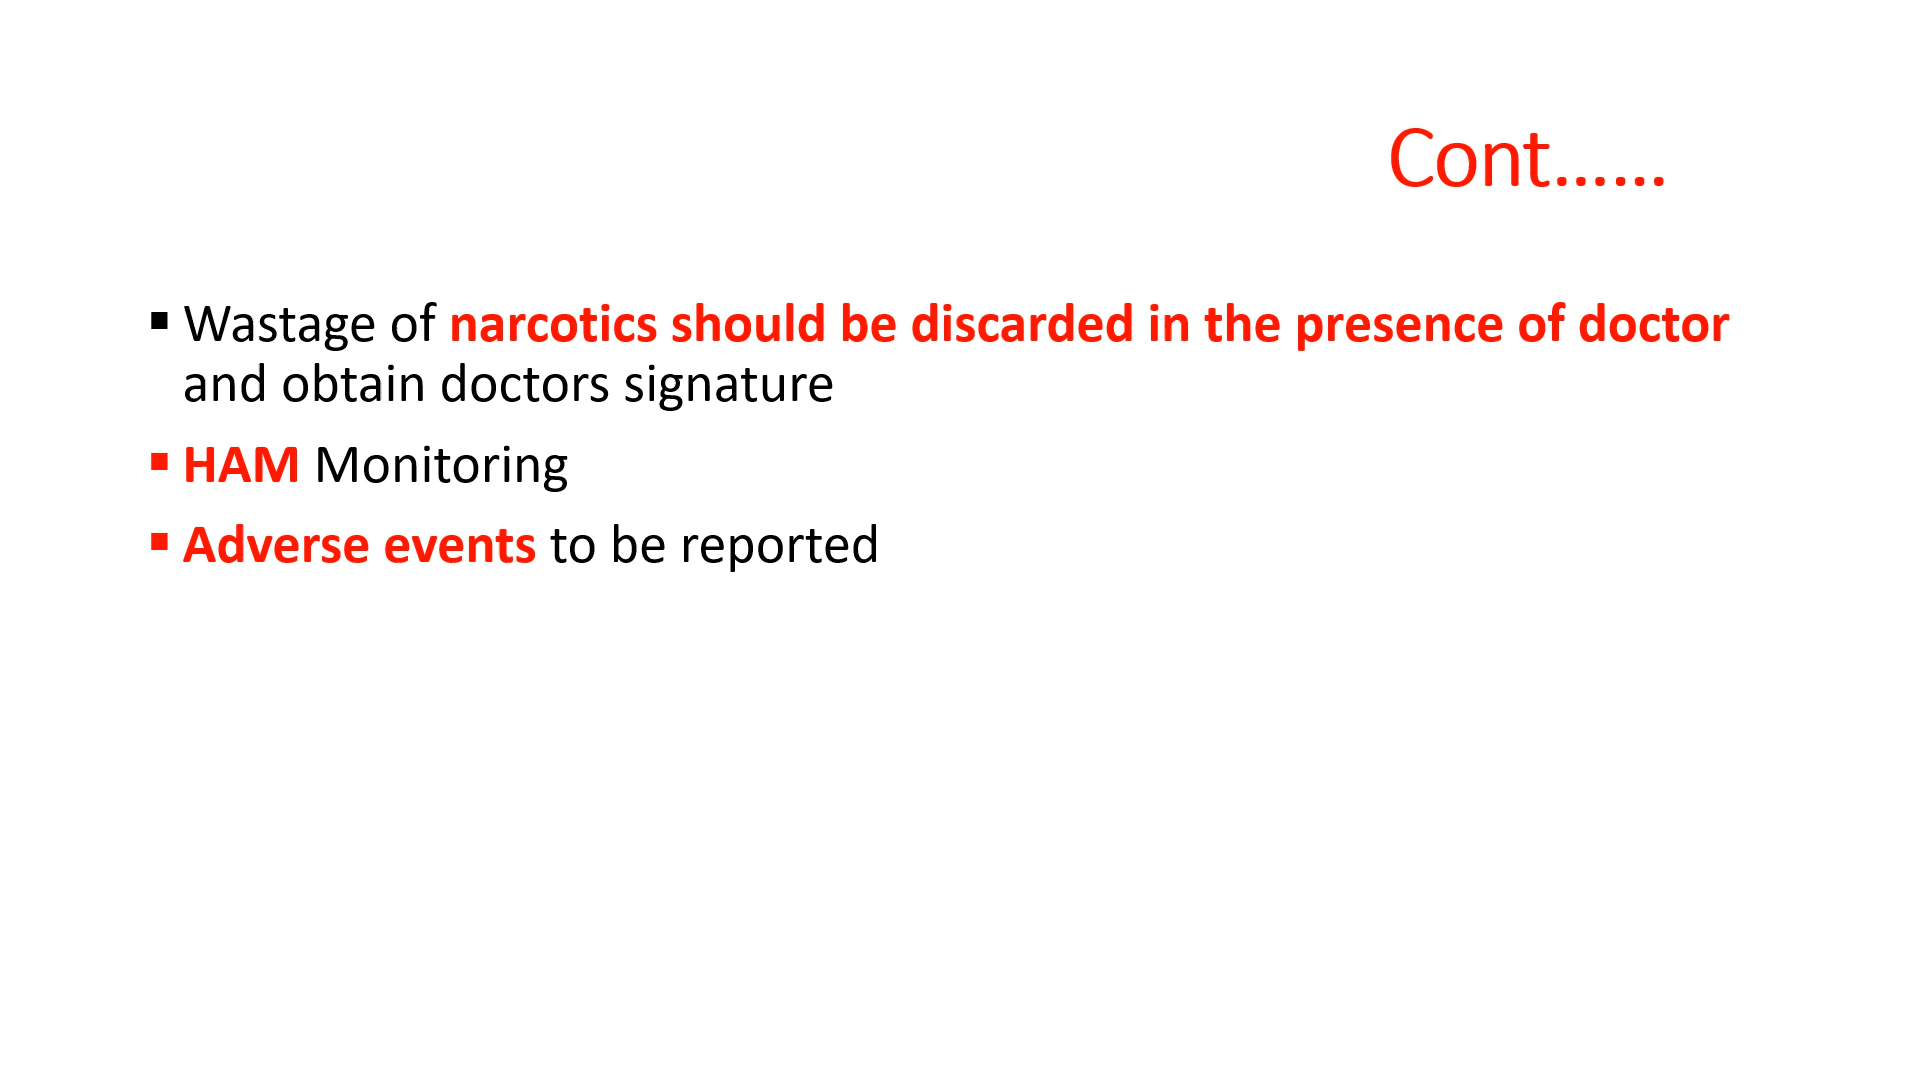 Cont......
▪ Wastage of narcotics should be discarded in the presence of doctor
and obtain doctors signature
▪ HAM Monitoring
▪ Adverse events to be reported